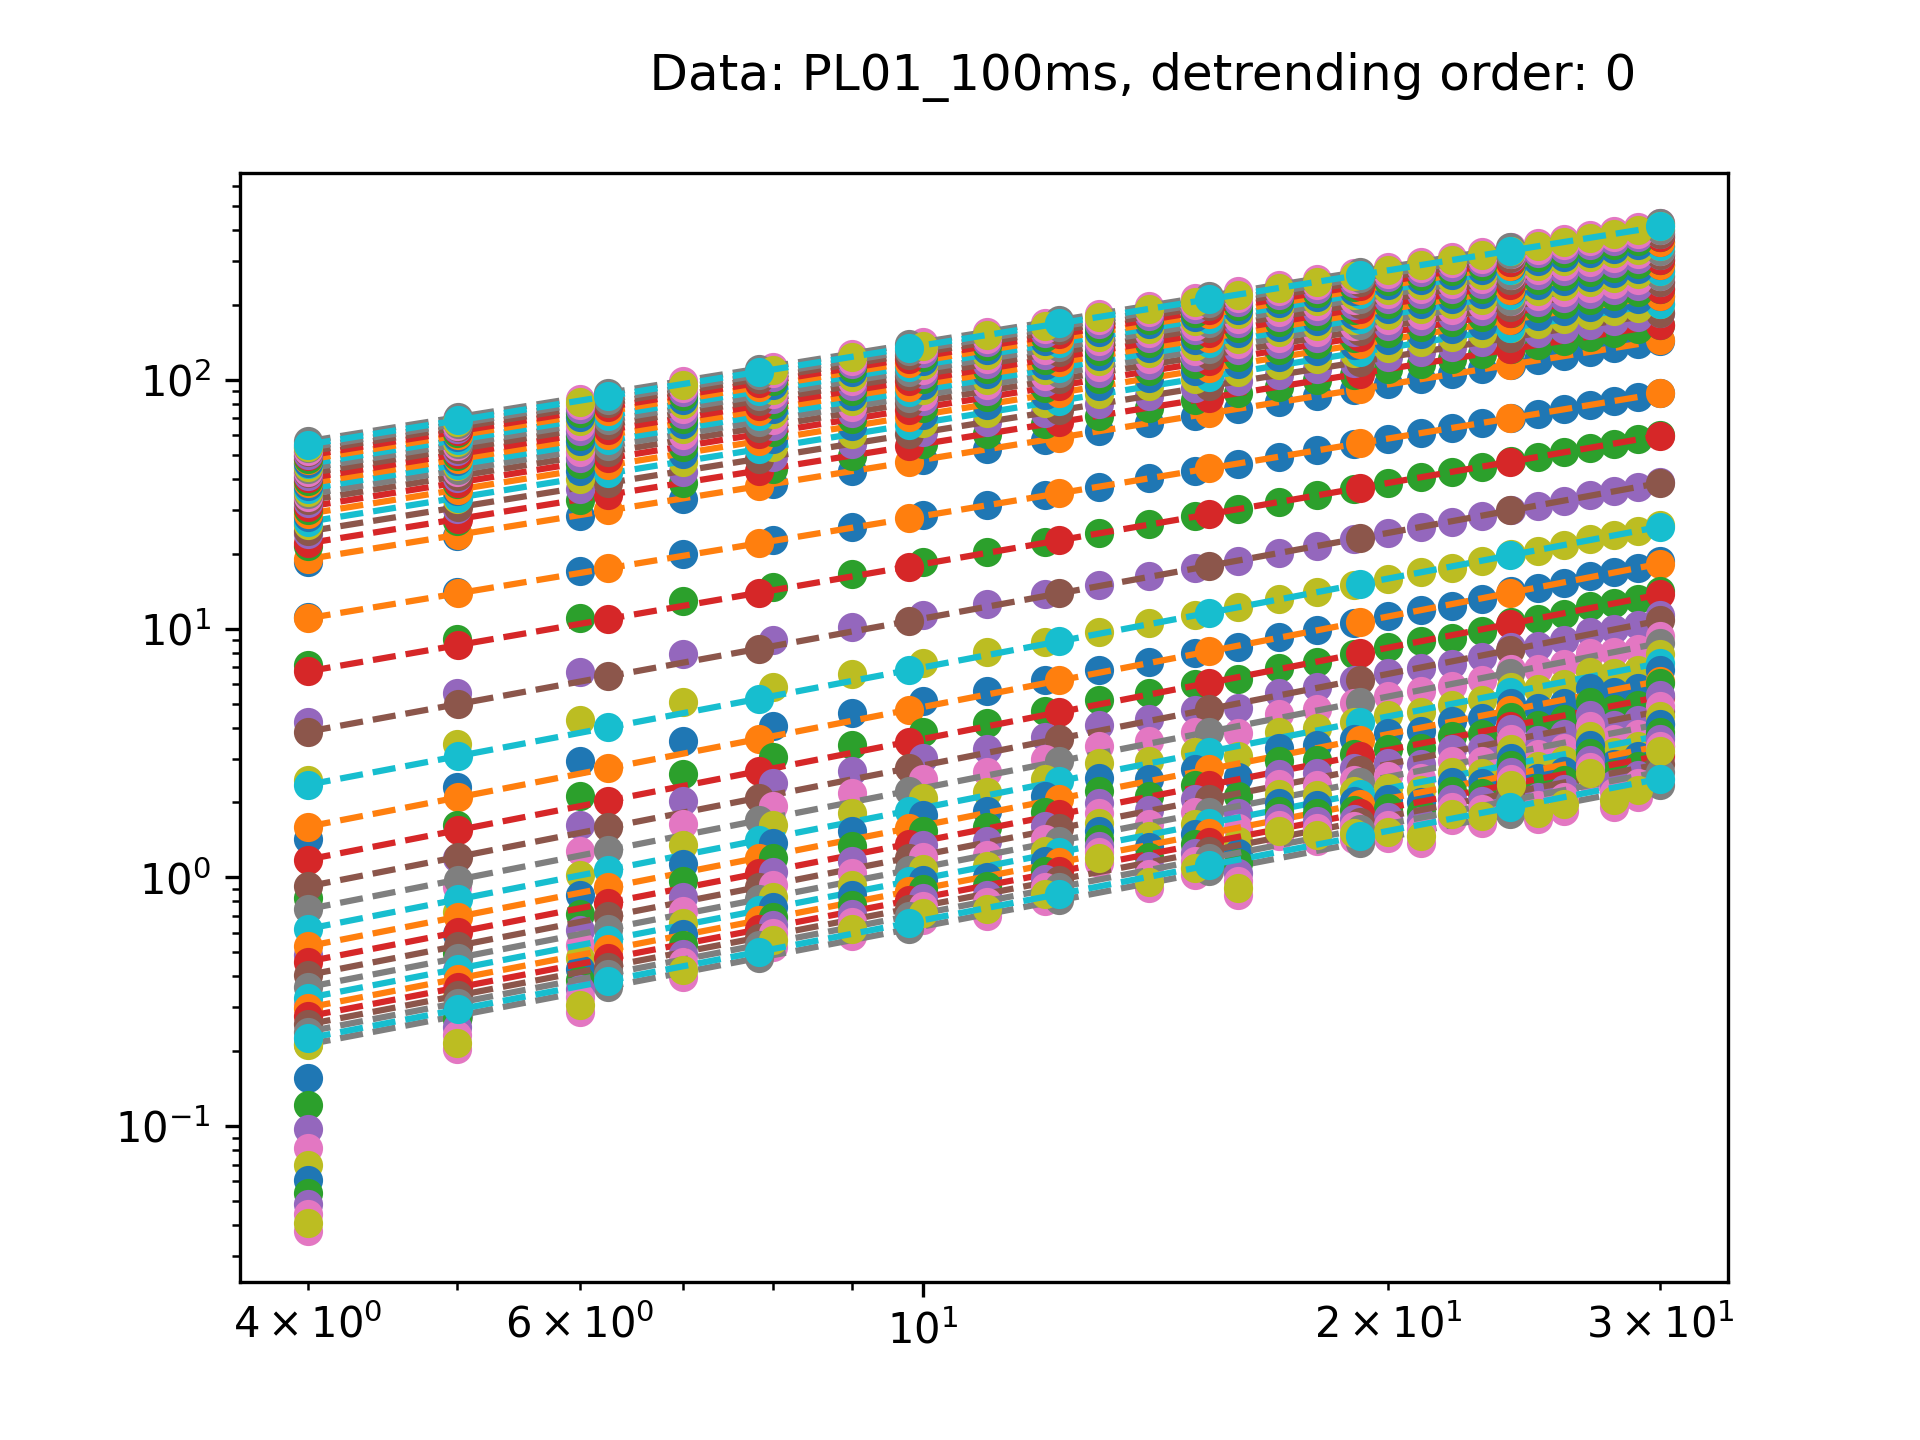 Data: PL01_100ms, detrending order: 0
10²
10¹
10⁰
10⁻¹
4 × 10⁰ 6 × 10⁰ 10¹ 2 × 10¹ 3 × 10¹